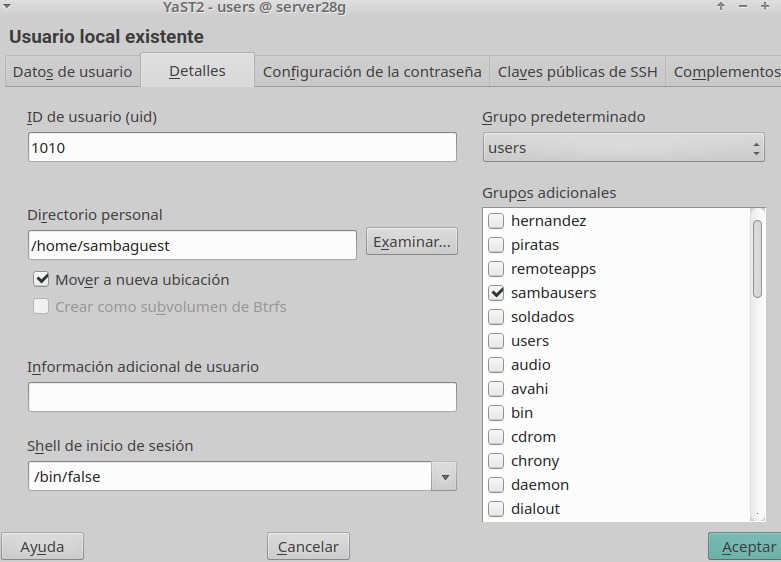 YaST2 - users @ server28g
Usuario local existente
Datos de usuario
Detalles
Configuración de la contraseña
Claves públicas de SSH
Complementos
ID de usuario (uid)
1010
Directorio personal
/home/sambaguest
Examinar...
Mover a nueva ubicación
Crear como subvolumen de Btrfs
Información adicional de usuario
Shell de inicio de sesión
/bin/false
Grupo predeterminado
users
Grupos adicionales
hernandez
piratas
remoteapps
sambausers
soldados
users
audio
avahi
bin
cdrom
chrony
daemon
dialout
Ayuda
Cancelar
Aceptar